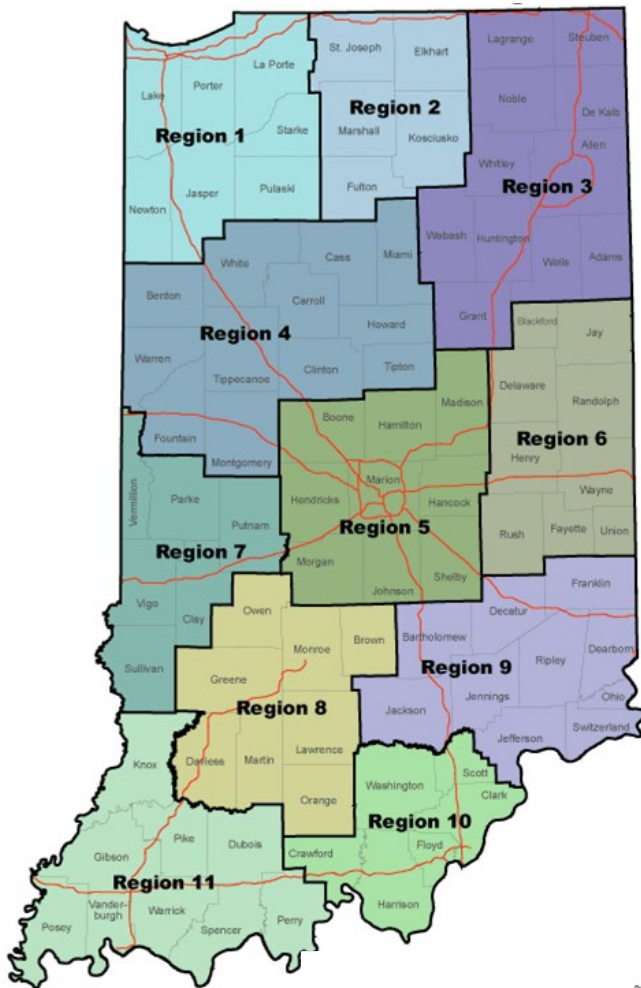 St. Joseph
Elkhart
Lagrange
Steuben
La Porte
Porter
Lake
Noble
De Kalb
Region 1
Region 2
Starke
Marshall
Kosciusko
Allen
Whitley
Region 3
Pulaski
Fulton
Jasper
Newton
Wabash
Huntington
Wells
Adams
White
Cass
Miami
Benton
Carroll
Grant
Region 4
Howard
Blackford
Jay
Warren
Clinton
Tipton
Tippecanoe
Delaware
Madison
Randolph
Boone
Hamilton
Region 6
Fountain
Montgomery
Henry
Marion
Vermillion
Parke
Hendricks
Hancock
Wayne
Putnam
Region 5
Rush
Fayette
Union
Region 7
Morgan
Shelby
Johnson
Franklin
Vigo
Clay
Owen
Decatur
Monroe
Brown
Bartholomew
Dearborn
Sullivan
Greene
Region 9
Ripley
Jennings
Ohio
Region 8
Jackson
Switzerland
Jefferson
Knox
Daviess
Martin
Lawrence
Scott
Washington
Clark
Orange
Region 10
Pike
Dubois
Floyd
Gibson
Crawford
Region 11
Harrison
Vander-
burgh
Warrick
Perry
Posey
Spencer